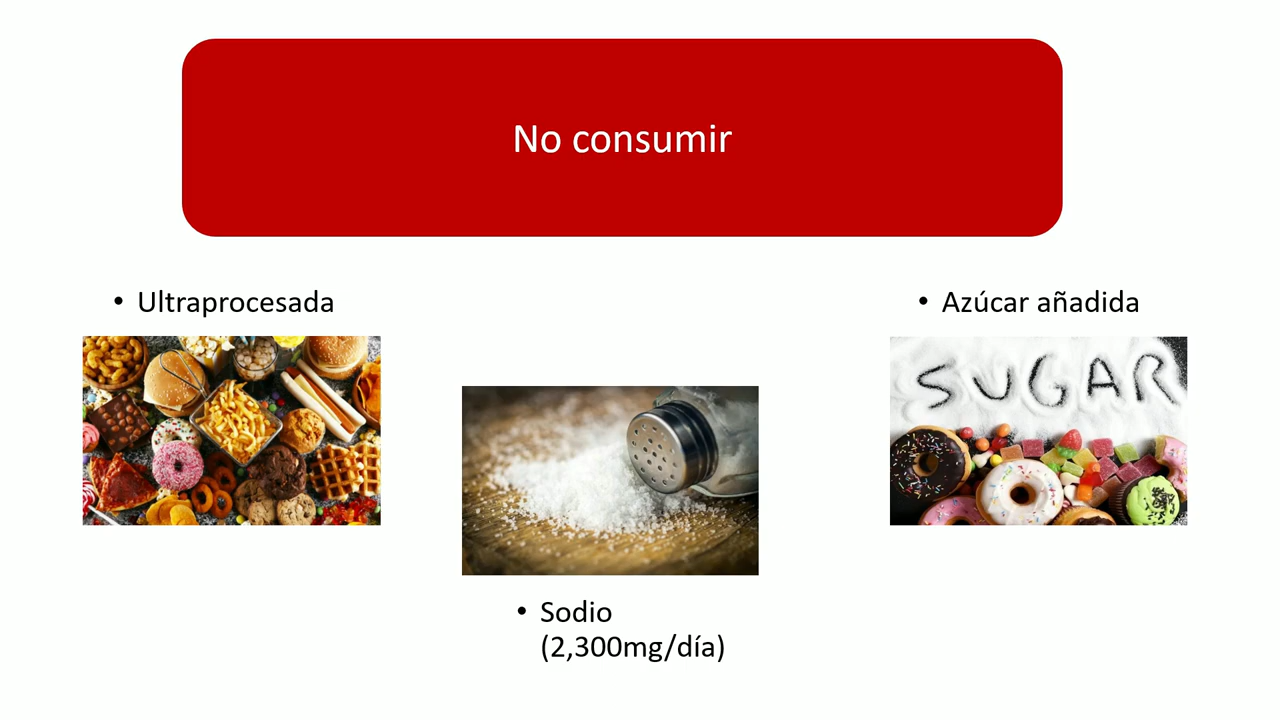 No consumir
• Ultraprocesada
• Azúcar añadida
SUGAR
• Sodio
(2,300mg/día)